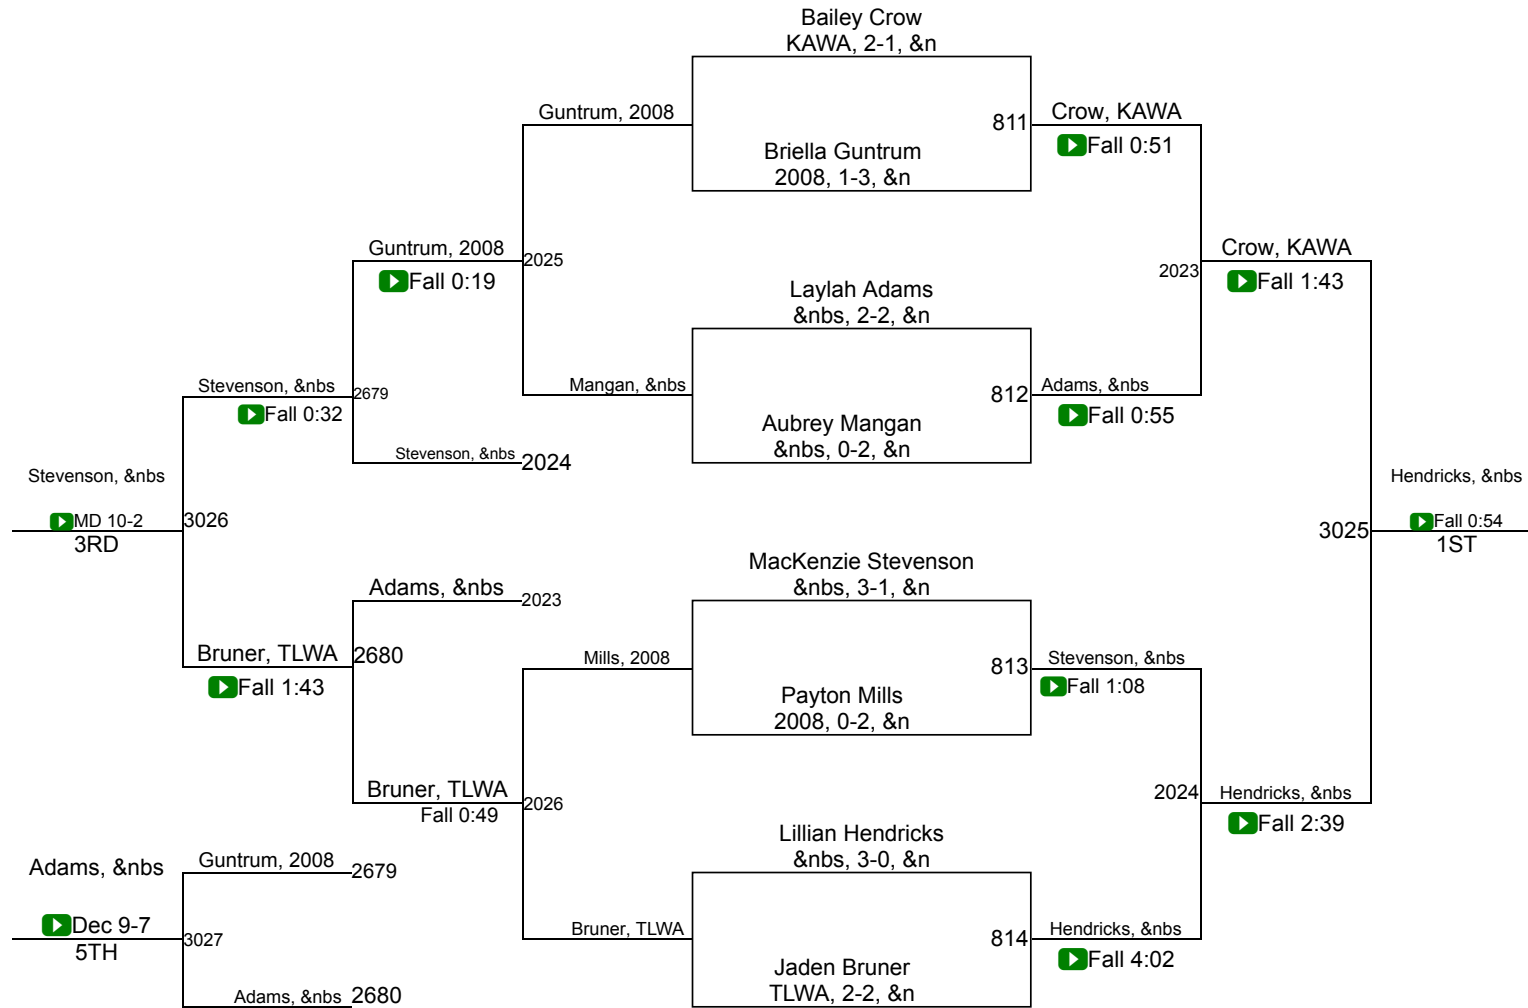 Bailey Crow
KAWA, 2-1, &n
Guntrum, 2008
811
Crow, KAWA
Fall 0:51
Briella Guntrum
2008, 1-3, &n
Guntrum, 2008
2025
Fall 0:19
2023
Crow, KAWA
Fall 1:43
Laylah Adams
&nbs, 2-2, &n
Stevenson, &nbs
2679
Fall 0:32
Mangan, &nbs
812
Adams, &nbs
Fall 0:55
Aubrey Mangan
&nbs, 0-2, &n
Stevenson, &nbs
2024
Stevenson, &nbs
MD 10-2
3RD
3026
Hendricks, &nbs
3025
Fall 0:54
1ST
MacKenzie Stevenson
&nbs, 3-1, &n
Adams, &nbs
2023
Bruner, TLWA
2680
Fall 1:43
Mills, 2008
813
Stevenson, &nbs
Fall 1:08
Payton Mills
2008, 0-2, &n
Bruner, TLWA
2026
Fall 0:49
2024
Hendricks, &nbs
Fall 2:39
Lillian Hendricks
&nbs, 3-0, &n
Adams, &nbs
Guntrum, 2008
2679
Dec 9-7
5TH
3027
Bruner, TLWA
814
Hendricks, &nbs
Fall 4:02
Jaden Bruner
TLWA, 2-2, &n
Adams, &nbs
2680